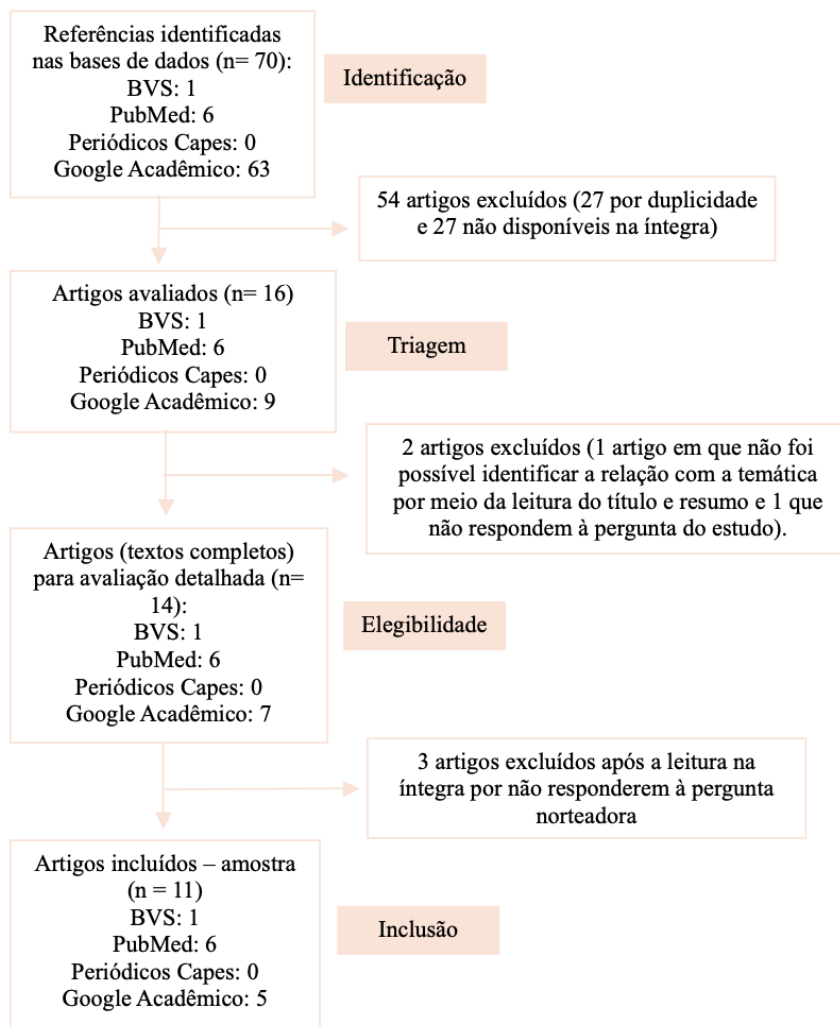 Referências identificadas
nas bases de dados (n= 70):
BVS: 1
PubMed: 6
Periódicos Capes: 0
Google Acadêmico: 63
Identificação
54 artigos excluídos (27 por duplicidade
e 27 não disponíveis na íntegra)
Artigos avaliados (n= 16)
BVS: 1
PubMed: 6
Periódicos Capes: 0
Google Acadêmico: 9
Triagem
2 artigos excluídos (1 artigo em que não foi
possível identificar a relação com a temática
por meio da leitura do título e resumo e 1 que
não respondem à pergunta do estudo).
Artigos (textos completos)
para avaliação detalhada (n=
14):
BVS: 1
PubMed: 6
Periódicos Capes: 0
Google Acadêmico: 7
Elegibilidade
3 artigos excluídos após a leitura na
íntegra por não responderem à pergunta
norteadora
Artigos incluídos – amostra
(n = 11)
BVS: 1
PubMed: 6
Periódicos Capes: 0
Google Acadêmico: 5
Inclusão